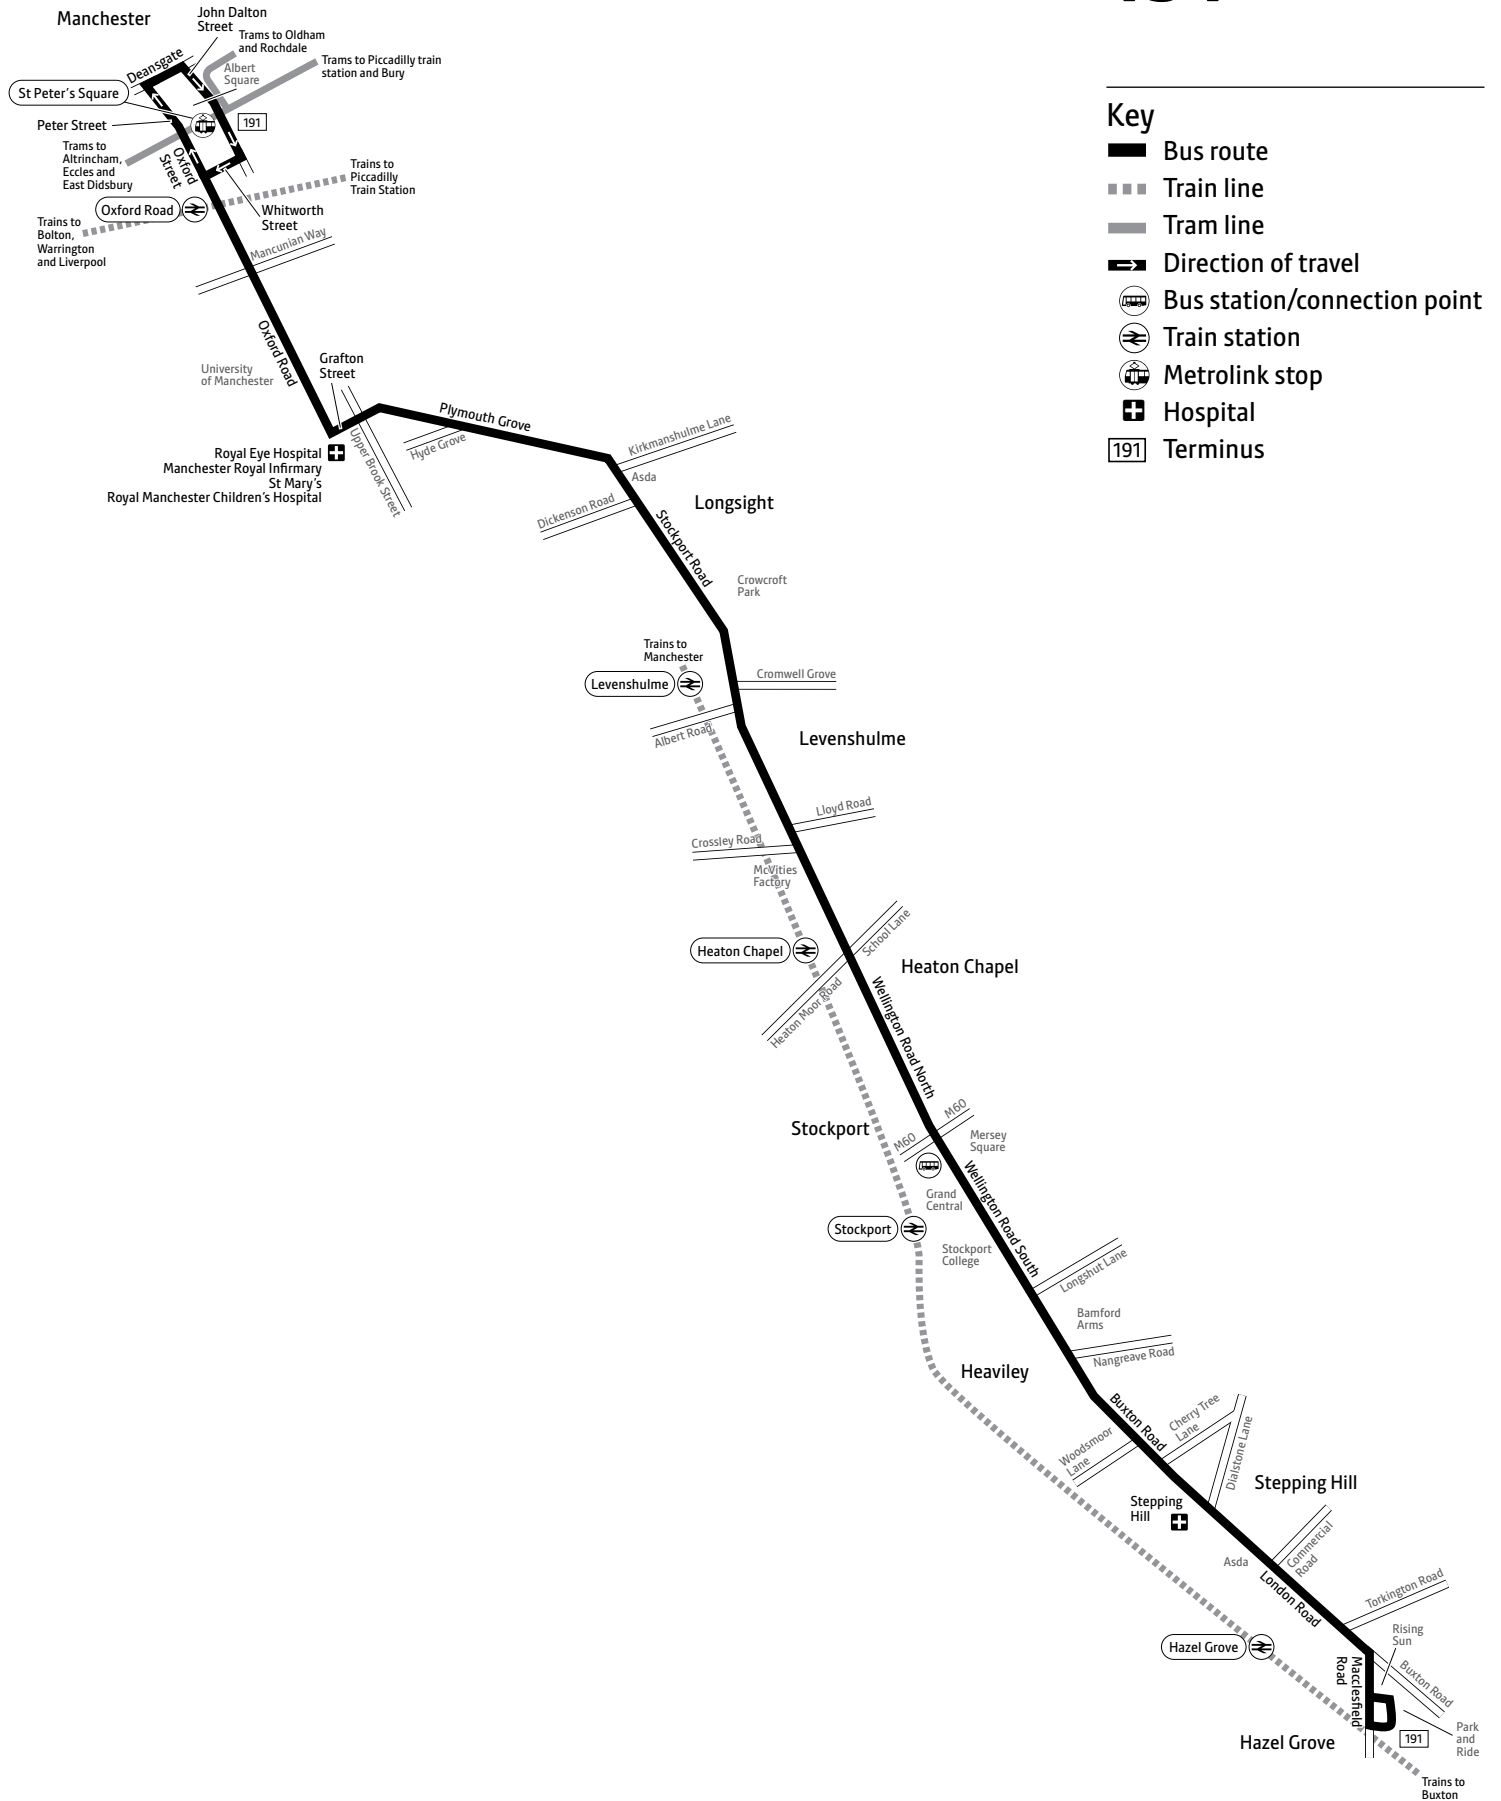 Manchester
John Dalton
Street
Trams to Oldham
and Rochdale
Deansgate
Albert
Square
Trams to Piccadilly train
station and Bury
St Peter's Square
191
Peter Street
Trams to
Altrincham,
Eccles and
East Didsbury
Oxford
Street
Trains to
Piccadilly
Train Station
Oxford Road
Whitworth
Street
Trains to
Bolton,
Warrington
and Liverpool
Mancunian Way
Oxford Road
University
of Manchester
Grafton
Street
Royal Eye Hospital
Manchester Royal Infirmary
St Mary's
Royal Manchester Children's Hospital
Upper Brook Street
Plymouth Grove
Hyde Grove
Kirkmanshulme Lane
Asda
Longsight
Dickenson Road
Stockport Road
Crowcroft
Park
Trains to
Manchester
Levenshulme
Cromwell Grove
Albert Road
Levenshulme
Lloyd Road
Crossley Road
McVities
Factory
School Lane
Heaton Chapel
Heaton Chapel
Heaton Moor Road
Wellington Road North
Stockport
M60
M60
Mersey
Square
Grand
Central
Wellington Road South
Stockport
Stockport
College
Longshut Lane
Bamford
Arms
Nangreave Road
Heaviley
Buxton Road
Cherry Tree
Lane
Woodsmoor
Lane
Dialstone Lane
Stepping Hill
Stepping
Hill
Commercial
Road
Asda
London Road
Torkington Road
Rising
Sun
Hazel Grove
Macclesfield
Road
Buxton Road
Park
and
Ride
Hazel Grove
191
Trains to
Buxton
Key
Bus route
Train line
Tram line
Direction of travel
Bus station/connection point
Train station
Metrolink stop
Hospital
191 Terminus